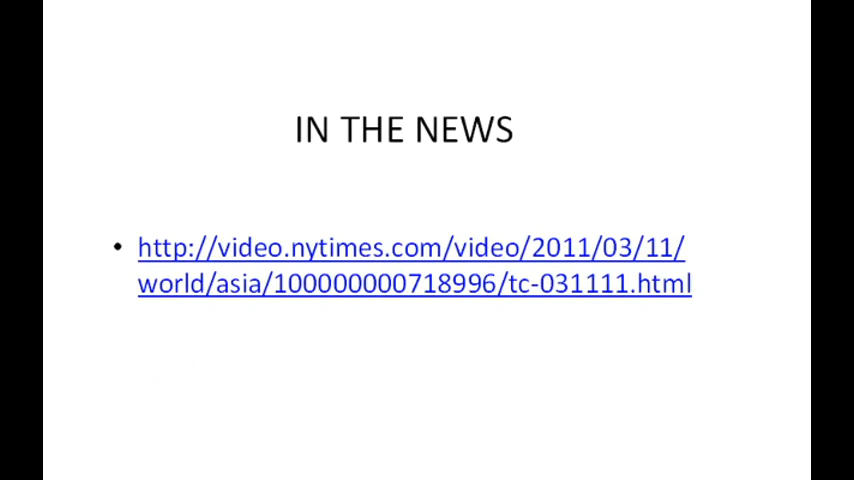 IN THE NEWS
• http://video.nytimes.com/video/2011/03/11/
world/asia/100000000718996/tc-031111.html